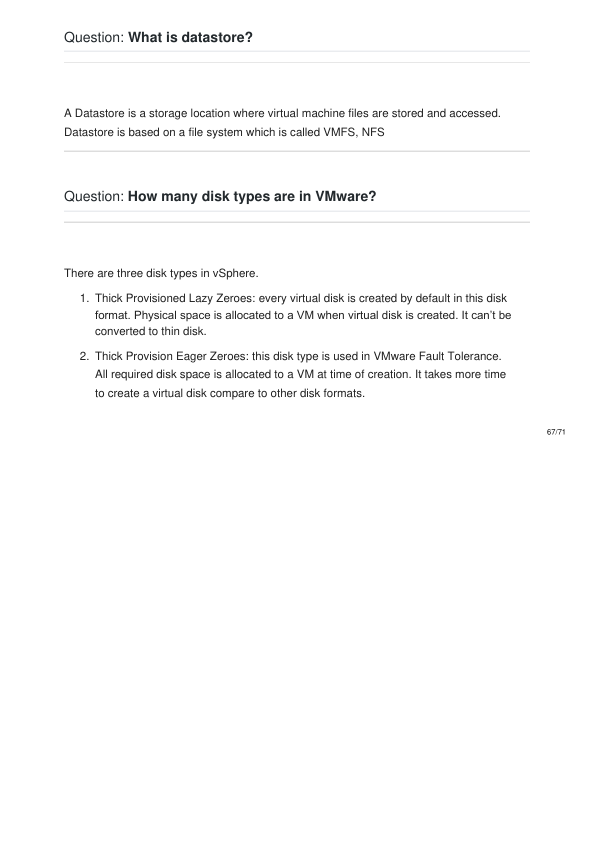 Question: What is datastore?
A Datastore is a storage location where virtual machine files are stored and accessed.
Datastore is based on a file system which is called VMFS, NFS
Question: How many disk types are in VMware?
There are three disk types in vSphere.
1. Thick Provisioned Lazy Zeroes: every virtual disk is created by default in this disk
format. Physical space is allocated to a VM when virtual disk is created. It can't be
converted to thin disk.
2. Thick Provision Eager Zeroes: this disk type is used in VMware Fault Tolerance.
All required disk space is allocated to a VM at time of creation. It takes more time
to create a virtual disk compare to other disk formats.
67/71